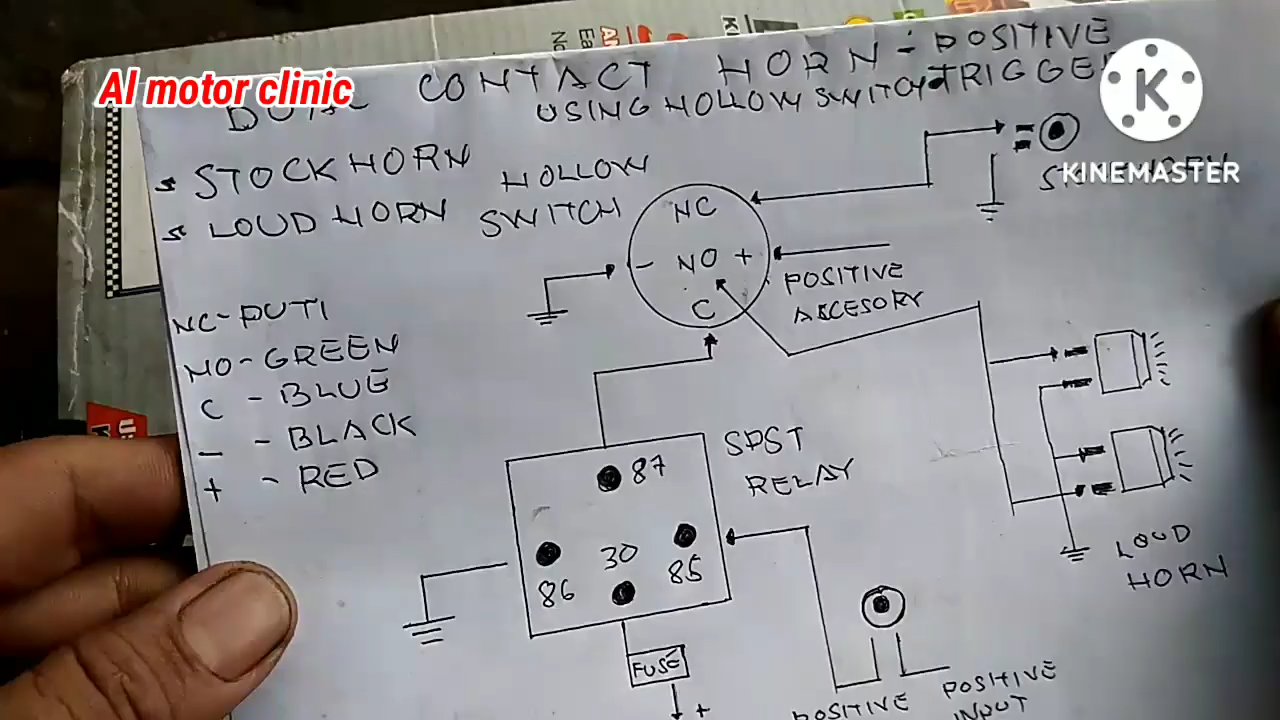 Al motor clinic
CONTACT HORN - POSITIVE
USING HOLLOW SWITCH TRIGGER
KINEMASTER
* STOCK HORN
* LOUD HORN
HOLLOW
SWITCH
NC
- NO +
C
POSITIVE
ACCESORY
NC-PUTI
NO-GREEN
C - BLUE
- - BLACK
+ - RED
SPST
RELAY
87
30
86
85
FUSE
+
LOUD
HORN
POSITIVE
POSITIVE
INPUT